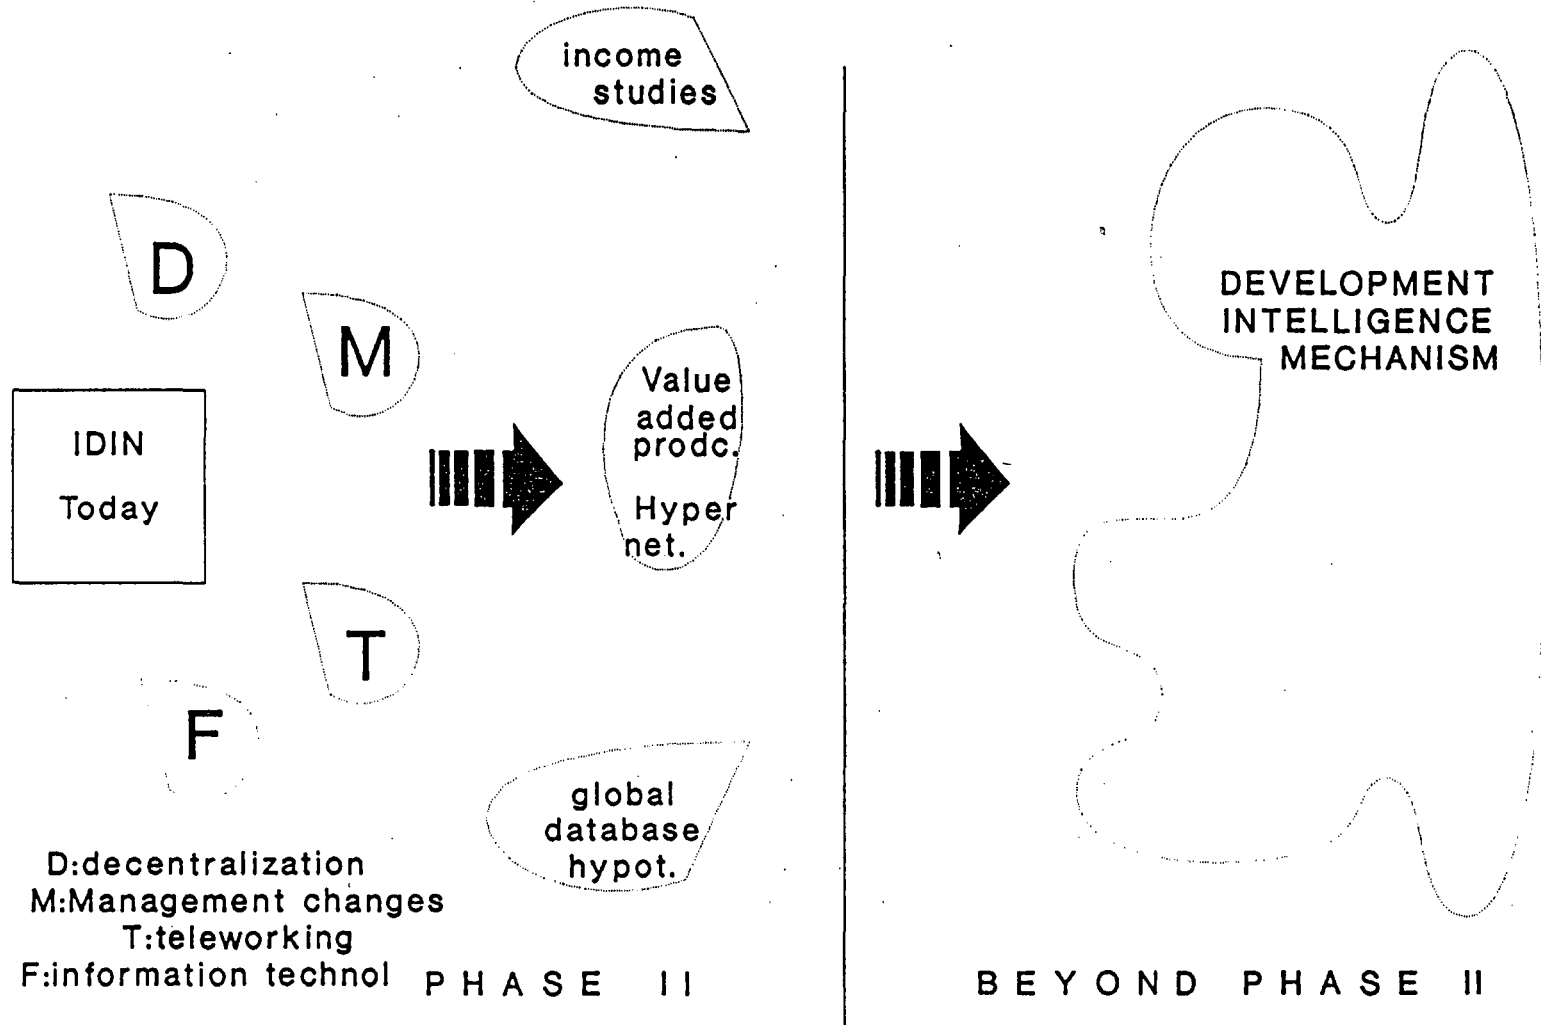 income
studies
D
M
IDIN
Today
Value
added
prodc.
Hyper
net.
T
F
global
database
hypot.
D:decentralization
M:Management changes
T:teleworking
F:information technol
PHASE II
DEVELOPMENT
INTELLIGENCE
MECHANISM
BEYOND PHASE II